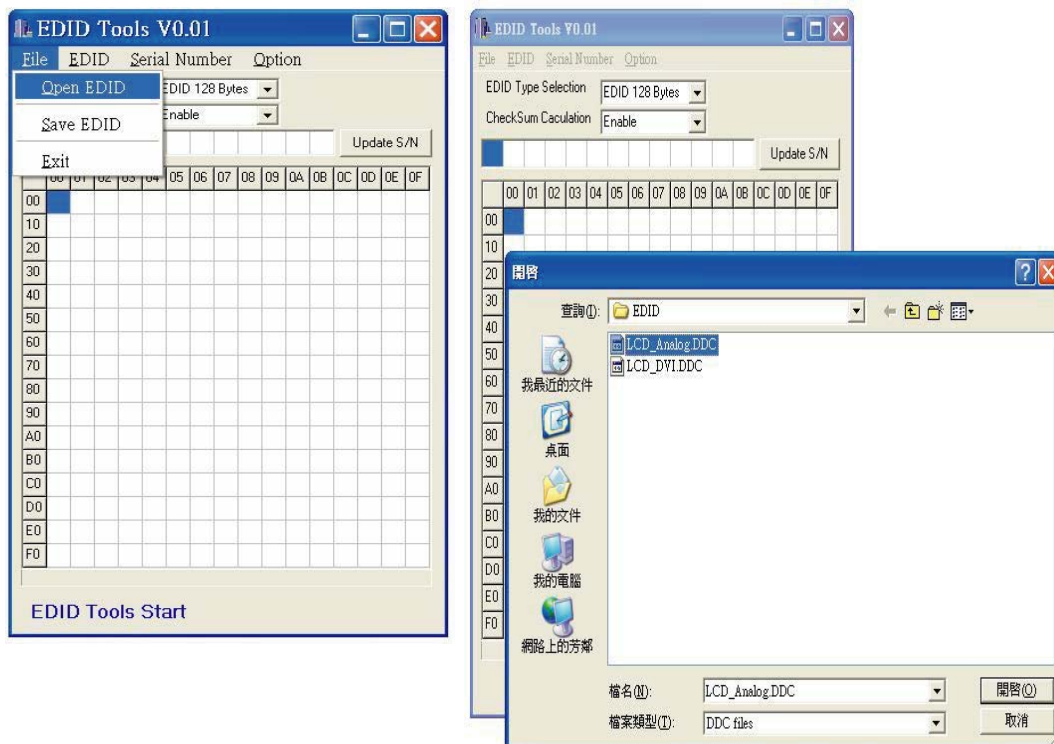 EDID Tools V0.01
File EDID Serial Number Option
Open EDID
Save EDID
Exit
EDID 128 Bytes
Enable
Update S/N
00 01 02 03 04 05 06 07 08 09 0A 0B 0C 0D 0E 0F
00
10
20
30
40
50
60
70
80
90
A0
B0
C0
D0
E0
F0
EDID Tools Start
EDID Tools V0.01
File EDID Serial Number Option
EDID Type Selection EDID 128 Bytes
CheckSum Caculation Enable
Update S/N
00 01 02 03 04 05 06 07 08 09 0A 0B 0C 0D 0E 0F
00
10
20
30
40
50
60
70
80
90
A0
B0
C0
D0
E0
F0
開啓
查詢(I): EDID
LCD_Analog.DDC
LCD_DVI.DDC
我最近的文件
桌面
我的文件
我的電腦
網路上的芳鄰
檔名(N): LCD_Analog.DDC 開啓(O)
檔案類型(T): DDC files 取消